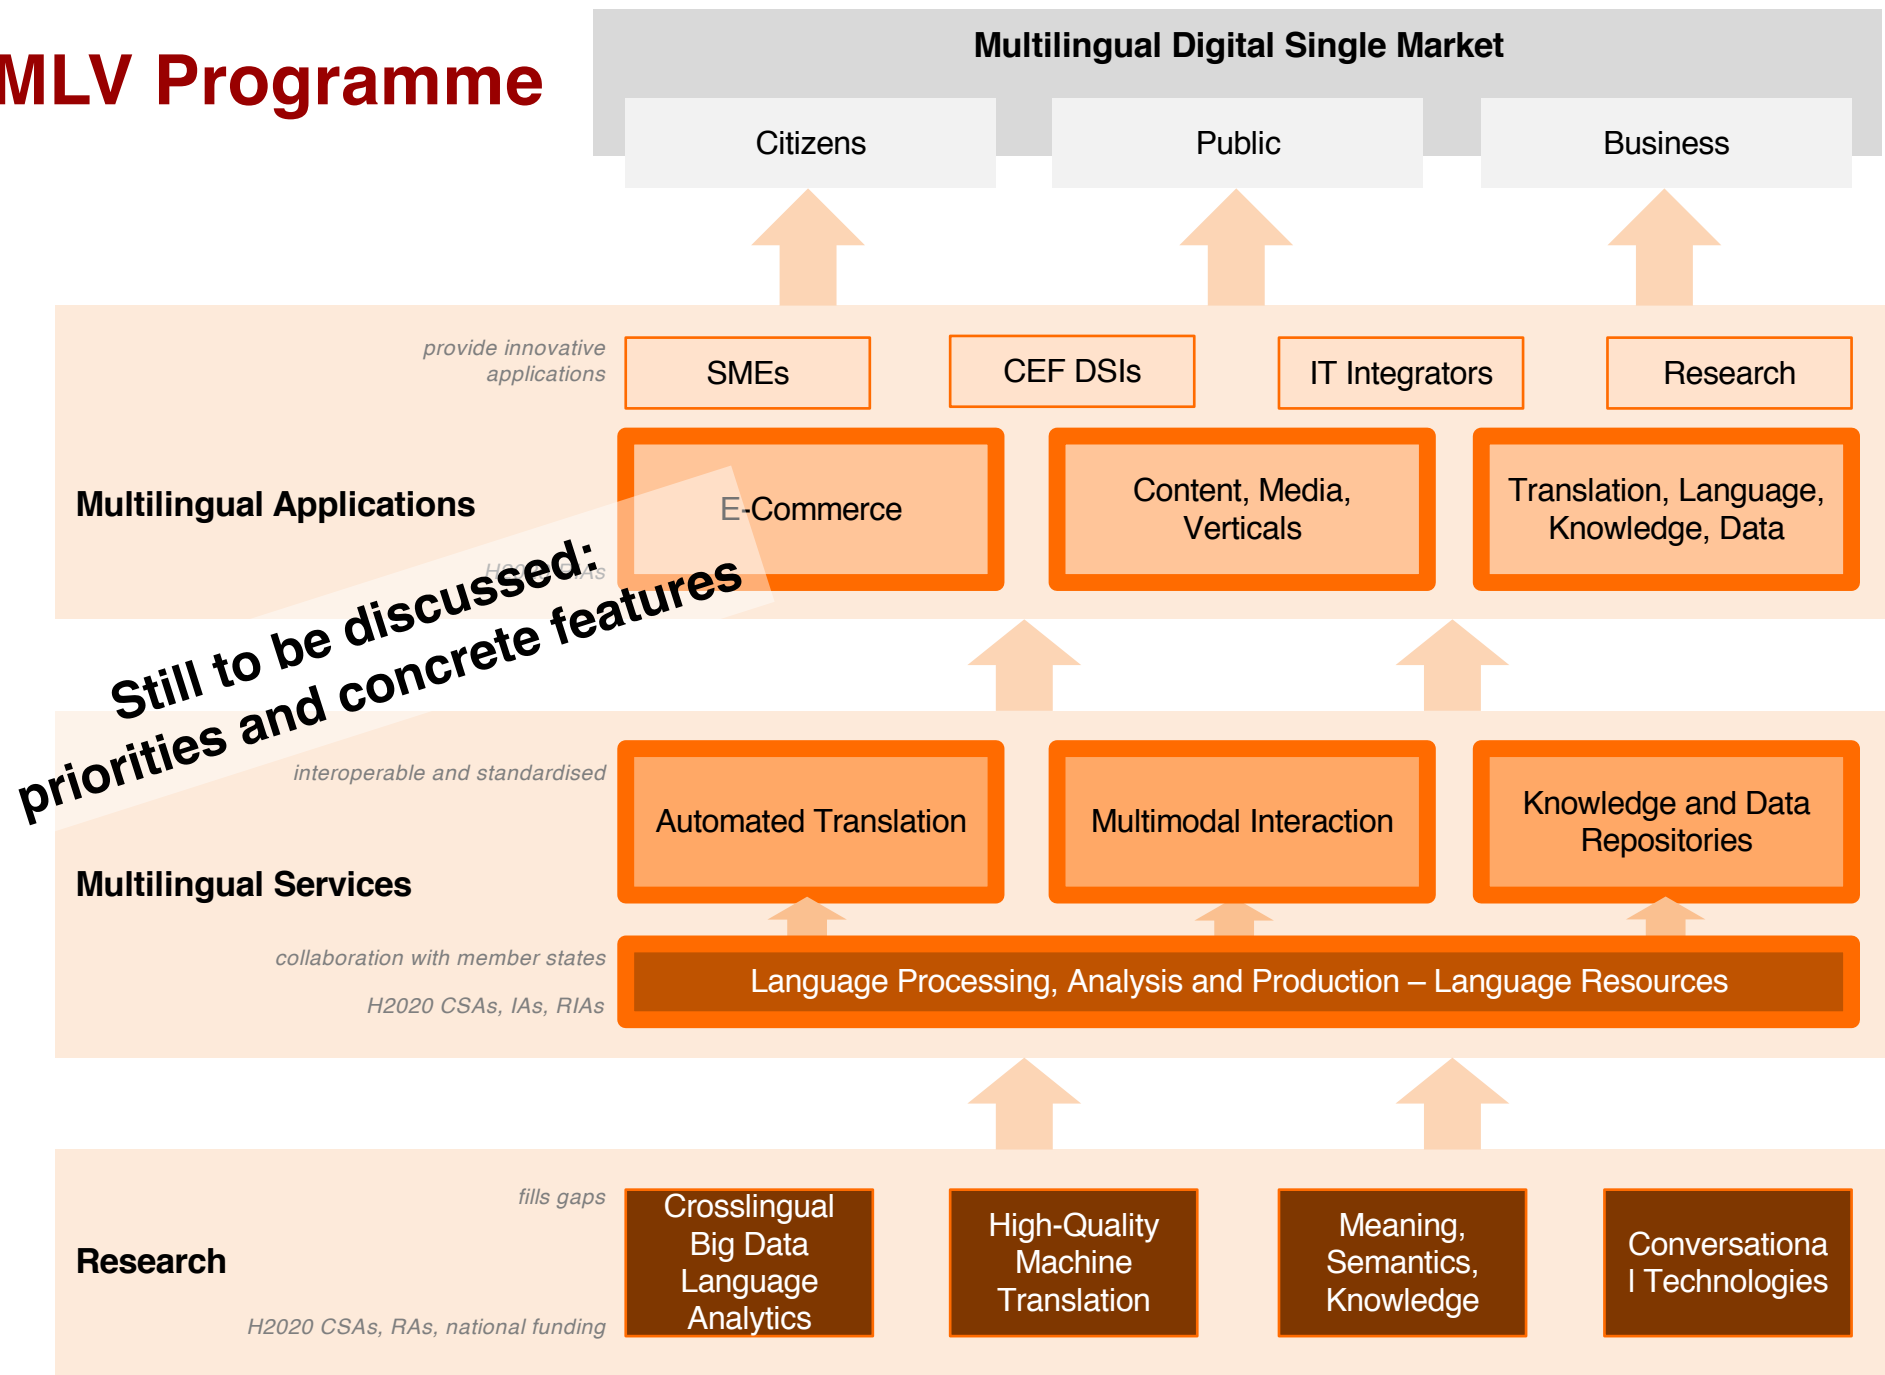 MLV Programme
Multilingual Digital Single Market
Citizens
Public
Business
provide innovative
applications
SMEs
CEF DSIs
IT Integrators
Research
Multilingual Applications
E-Commerce
Content, Media,
Verticals
Translation, Language,
Knowledge, Data
Still to be discussed:
priorities and concrete features
interoperable and standardised
Automated Translation
Multimodal Interaction
Knowledge and Data
Repositories
Multilingual Services
collaboration with member states
H2020 CSAs, IAs, RIAs
Language Processing, Analysis and Production – Language Resources
fills gaps
Research
H2020 CSAs, RAs, national funding
Crosslingual
Big Data
Language
Analytics
High-Quality
Machine
Translation
Meaning,
Semantics,
Knowledge
Conversationa
l Technologies